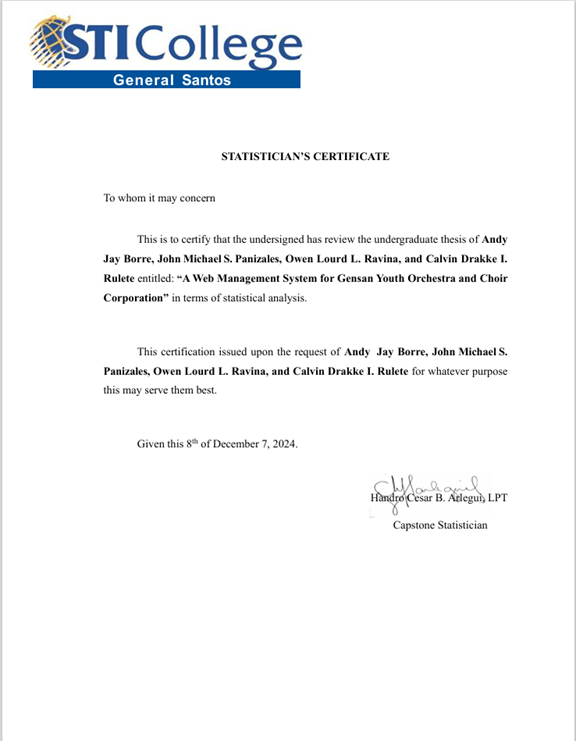 STI College
General Santos
STATISTICIAN'S CERTIFICATE
To whom it may concern
This is to certify that the undersigned has review the undergraduate thesis of Andy
Jay Borre, John Michael S. Panizales, Owen Lourd L. Ravina, and Calvin Drakke I.
Rulete entitled: “A Web Management System for Gensan Youth Orchestra and Choir
Corporation” in terms of statistical analysis.
This certification issued upon the request of Andy Jay Borre, John Michael S.
Panizales, Owen Lourd L. Ravina, and Calvin Drakke I. Rulete for whatever purpose
this may serve them best.
Given this 8th of December 7, 2024.
Handro Cesar B. Arlegui, LPT
Capstone Statistician